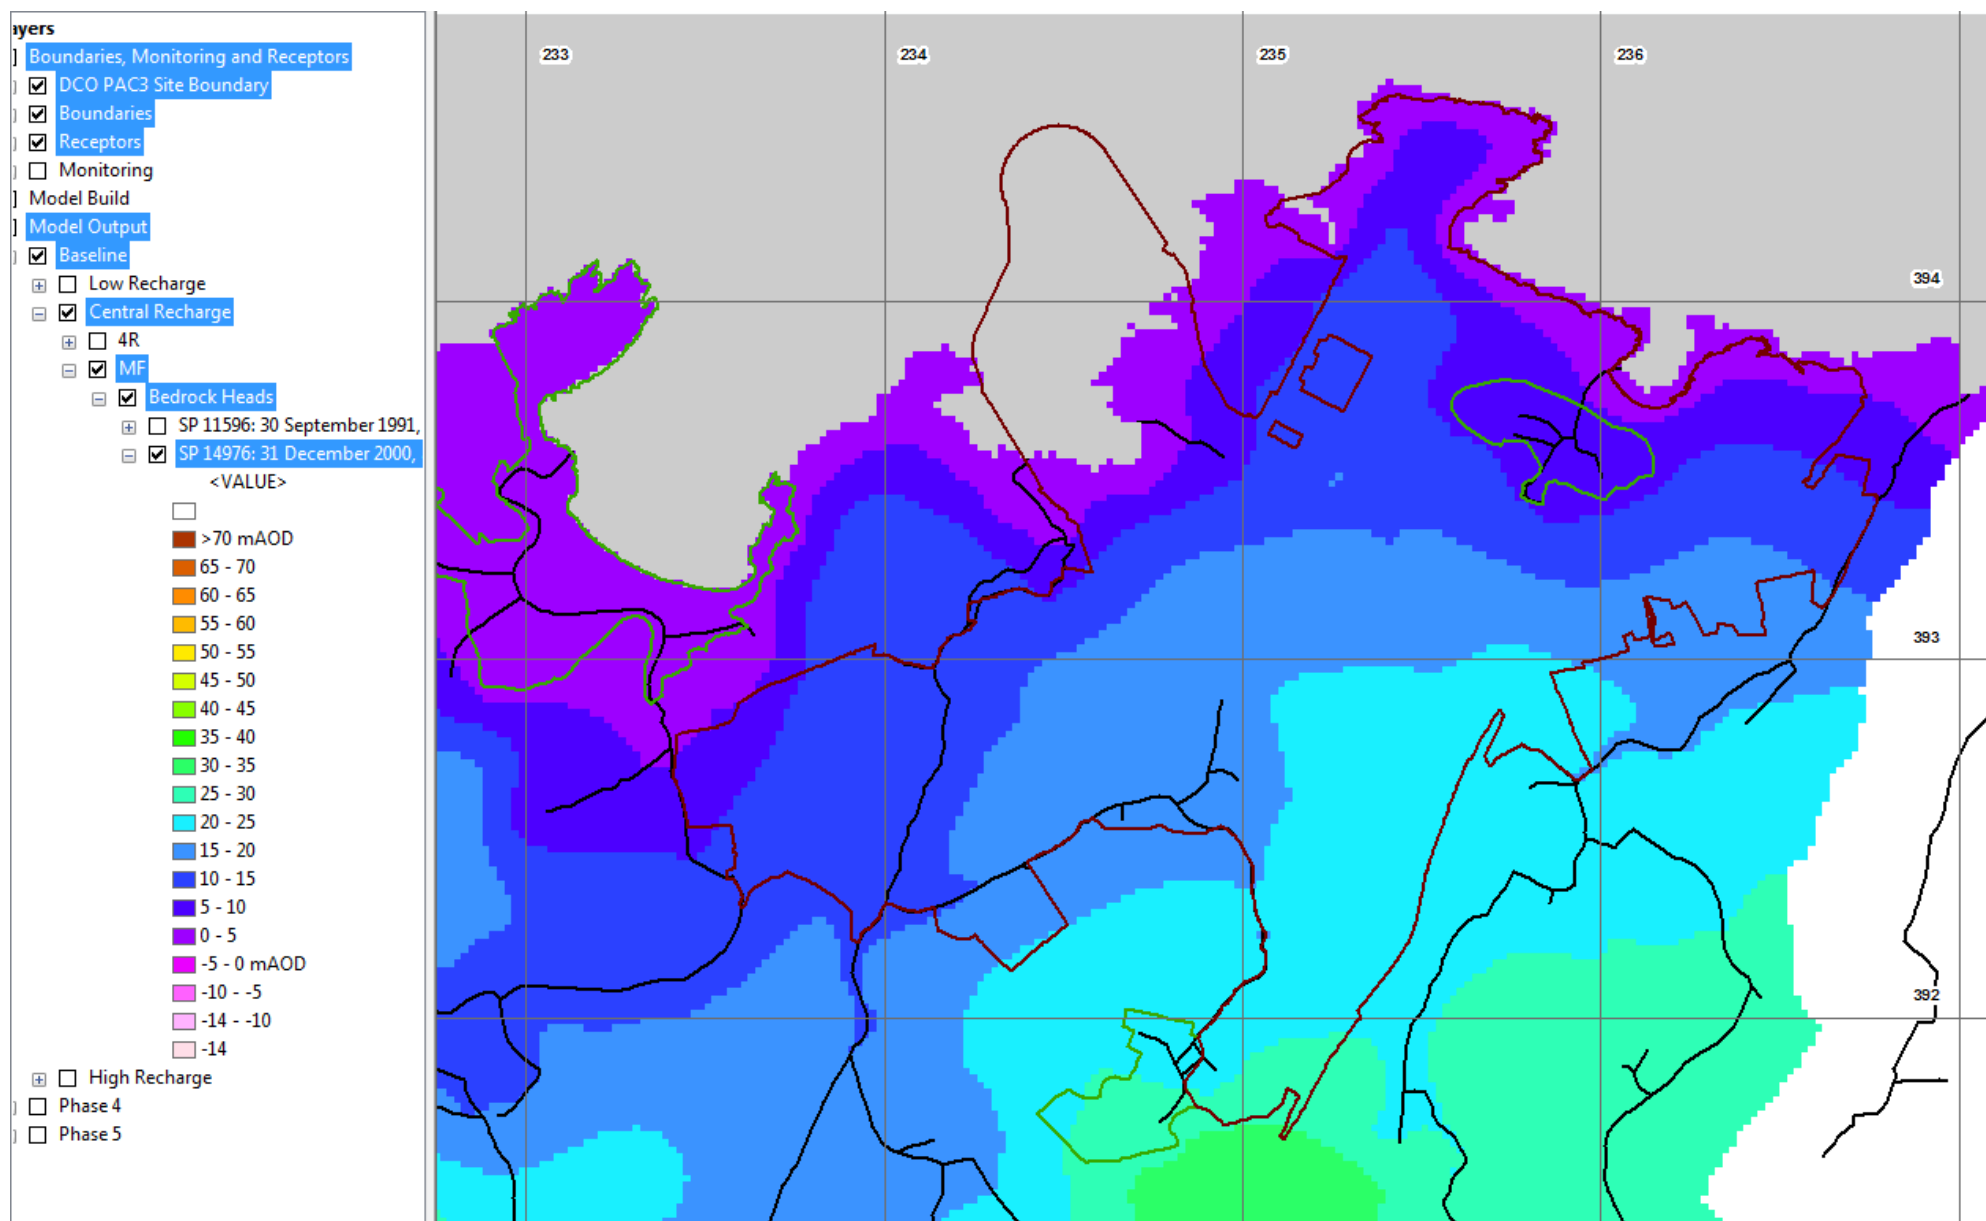 ayers
Boundaries, Monitoring and Receptors
DCO PAC3 Site Boundary
Boundaries
Receptors
Monitoring
Model Build
Model Output
Baseline
Low Recharge
Central Recharge
4R
MF
Bedrock Heads
SP 11596: 30 September 1991,
SP 14976: 31 December 2000,
<VALUE>
>70 mAOD
65 - 70
60 - 65
55 - 60
50 - 55
45 - 50
40 - 45
35 - 40
30 - 35
25 - 30
20 - 25
15 - 20
10 - 15
5 - 10
0 - 5
-5 - 0 mAOD
-10 - -5
-14 - -10
-14
High Recharge
Phase 4
Phase 5
233
234
235
236
394
393
392